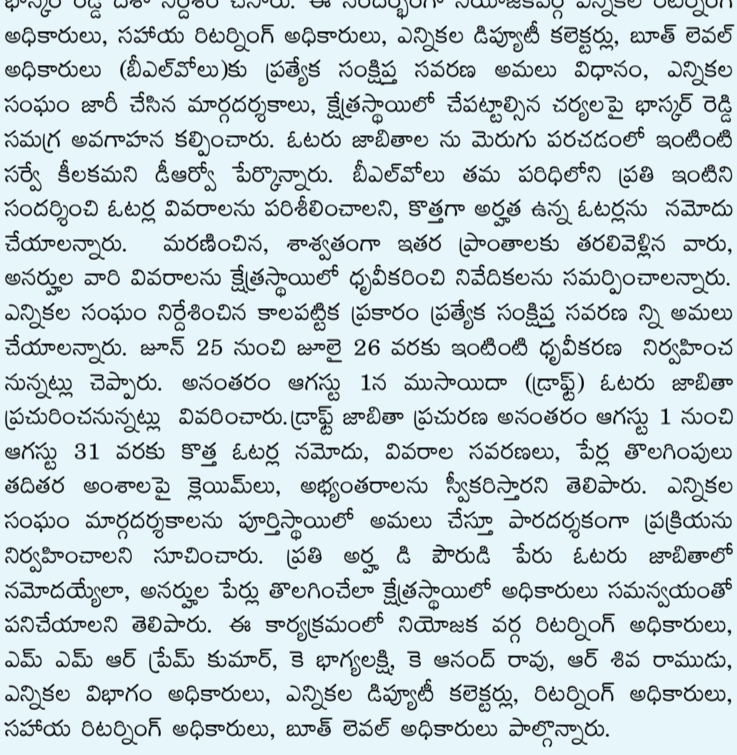 భాస్కర్ రెడ్డి దిశా నిర్దేశం చేసారు. ఈ సందర్భంగా నియోజకవర్గ ఎన్నికల రిటర్నింగ్
అధికారులు, సహాయ రిటర్నింగ్ అధికారులు, ఎన్నికల డిప్యూటీ కలెక్టర్లు, బూత్ లెవల్
అధికారులు (బీఎల్‌వోలు)కు ప్రత్యేక సంక్షిప్త సవరణ అమలు విధానం, ఎన్నికల
సంఘం జారీ చేసిన మార్గదర్శకాలు, క్షేత్రస్థాయిలో చేపట్టాల్సిన చర్యలపై భాస్కర్ రెడ్డి
సమగ్ర అవగాహన కల్పించారు. ఓటరు జాబితాల ను మెరుగు పరచడంలో ఇంటింటి
సర్వే కీలకమని డీఆర్వో పేర్కొన్నారు. బీఎల్‌వోలు తమ పరిధిలోని ప్రతి ఇంటిని
సందర్శించి ఓటర్ల వివరాలను పరిశీలించాలని, కొత్తగా అర్హత ఉన్న ఓటర్లను నమోదు
చేయాలన్నారు. మరణించిన, శాశ్వతంగా ఇతర ప్రాంతాలకు తరలివెళ్లిన వారు,
అనర్హుల వారి వివరాలను క్షేత్రస్థాయిలో ధృవీకరించి నివేదికలను సమర్పించాలన్నారు.
ఎన్నికల సంఘం నిర్దేశించిన కాలపట్టిక ప్రకారం ప్రత్యేక సంక్షిప్త సవరణ న్ని అమలు
చేయాలన్నారు. జూన్ 25 నుంచి జూలై 26 వరకు ఇంటింటి ధృవీకరణ నిర్వహించ
నున్నట్లు చెప్పారు. అనంతరం ఆగస్టు 1న ముసాయిదా (డ్రాఫ్ట్) ఓటరు జాబితా
ప్రచురించనున్నట్లు వివరించారు.డ్రాఫ్ట్ జాబితా ప్రచురణ అనంతరం ఆగస్టు 1 నుంచి
ఆగస్టు 31 వరకు కొత్త ఓటర్ల నమోదు, వివరాల సవరణలు, పేర్ల తొలగింపులు
తదితర అంశాలపై క్లెయిమ్‌లు, అభ్యంతరాలను స్వీకరిస్తారని తెలిపారు. ఎన్నికల
సంఘం మార్గదర్శకాలను పూర్తిస్థాయిలో అమలు చేస్తూ పారదర్శకంగా ప్రక్రియను
నిర్వహించాలని సూచించారు. ప్రతి అర్హ డి పౌరుడి పేరు ఓటరు జాబితాలో
నమోదయ్యేలా, అనర్హుల పేర్లు తొలగించేలా క్షేత్రస్థాయిలో అధికారులు సమన్వయంతో
పనిచేయాలని తెలిపారు. ఈ కార్యక్రమంలో నియోజక వర్గ రిటర్నింగ్ అధికారులు,
ఎమ్ ఎమ్ ఆర్ ప్రేమ్ కుమార్, కె భాగ్యలక్ష్మి, కె ఆనంద్ రావు, ఆర్ శివ రాముడు,
ఎన్నికల విభాగం అధికారులు, ఎన్నికల డిప్యూటీ కలెక్టర్లు, రిటర్నింగ్ అధికారులు,
సహాయ రిటర్నింగ్ అధికారులు, బూత్ లెవల్ అధికారులు పాల్గొన్నారు.